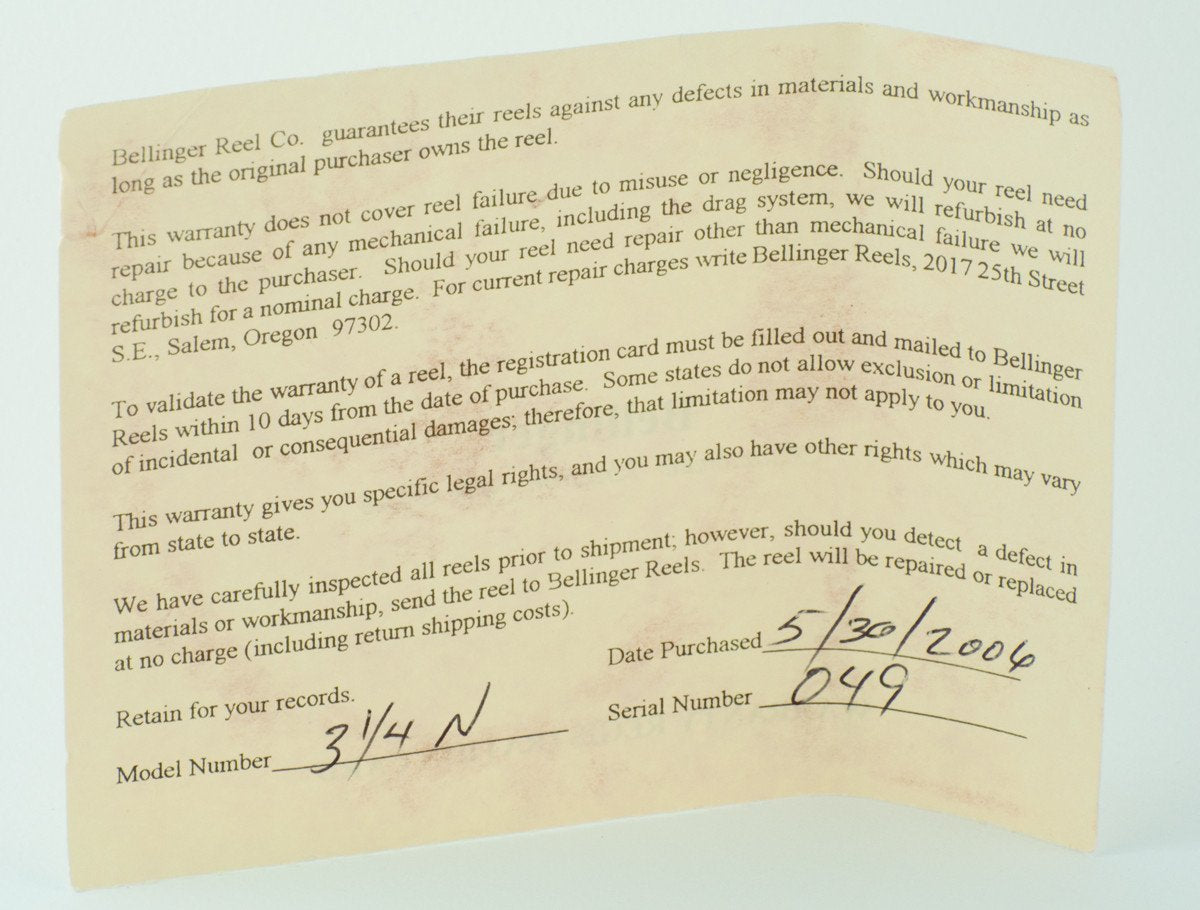 Bellinger Reel Co. guarantees their reels against any defects in materials and workmanship as
long as the original purchaser owns the reel.
This warranty does not cover reel failure due to misuse or negligence. Should your reel need
repair because of any mechanical failure, including the drag system, we will refurbish at no
charge to the purchaser. Should your reel need repair other than mechanical failure we will
refurbish for a nominal charge. For current repair charges write Bellinger Reels, 2017 25th Street
S.E., Salem, Oregon 97302.
To validate the warranty of a reel, the registration card must be filled out and mailed to Bellinger
Reels within 10 days from the date of purchase. Some states do not allow exclusion or limitation
of incidental or consequential damages; therefore, that limitation may not apply to you.
This warranty gives you specific legal rights, and you may also have other rights which may vary
from state to state.
We have carefully inspected all reels prior to shipment; however, should you detect a defect in
materials or workmanship, send the reel to Bellinger Reels. The reel will be repaired or replaced
at no charge (including return shipping costs).
Date Purchased 5/30/2006
Retain for your records.
Serial Number 049
Model Number 3 1/4 N